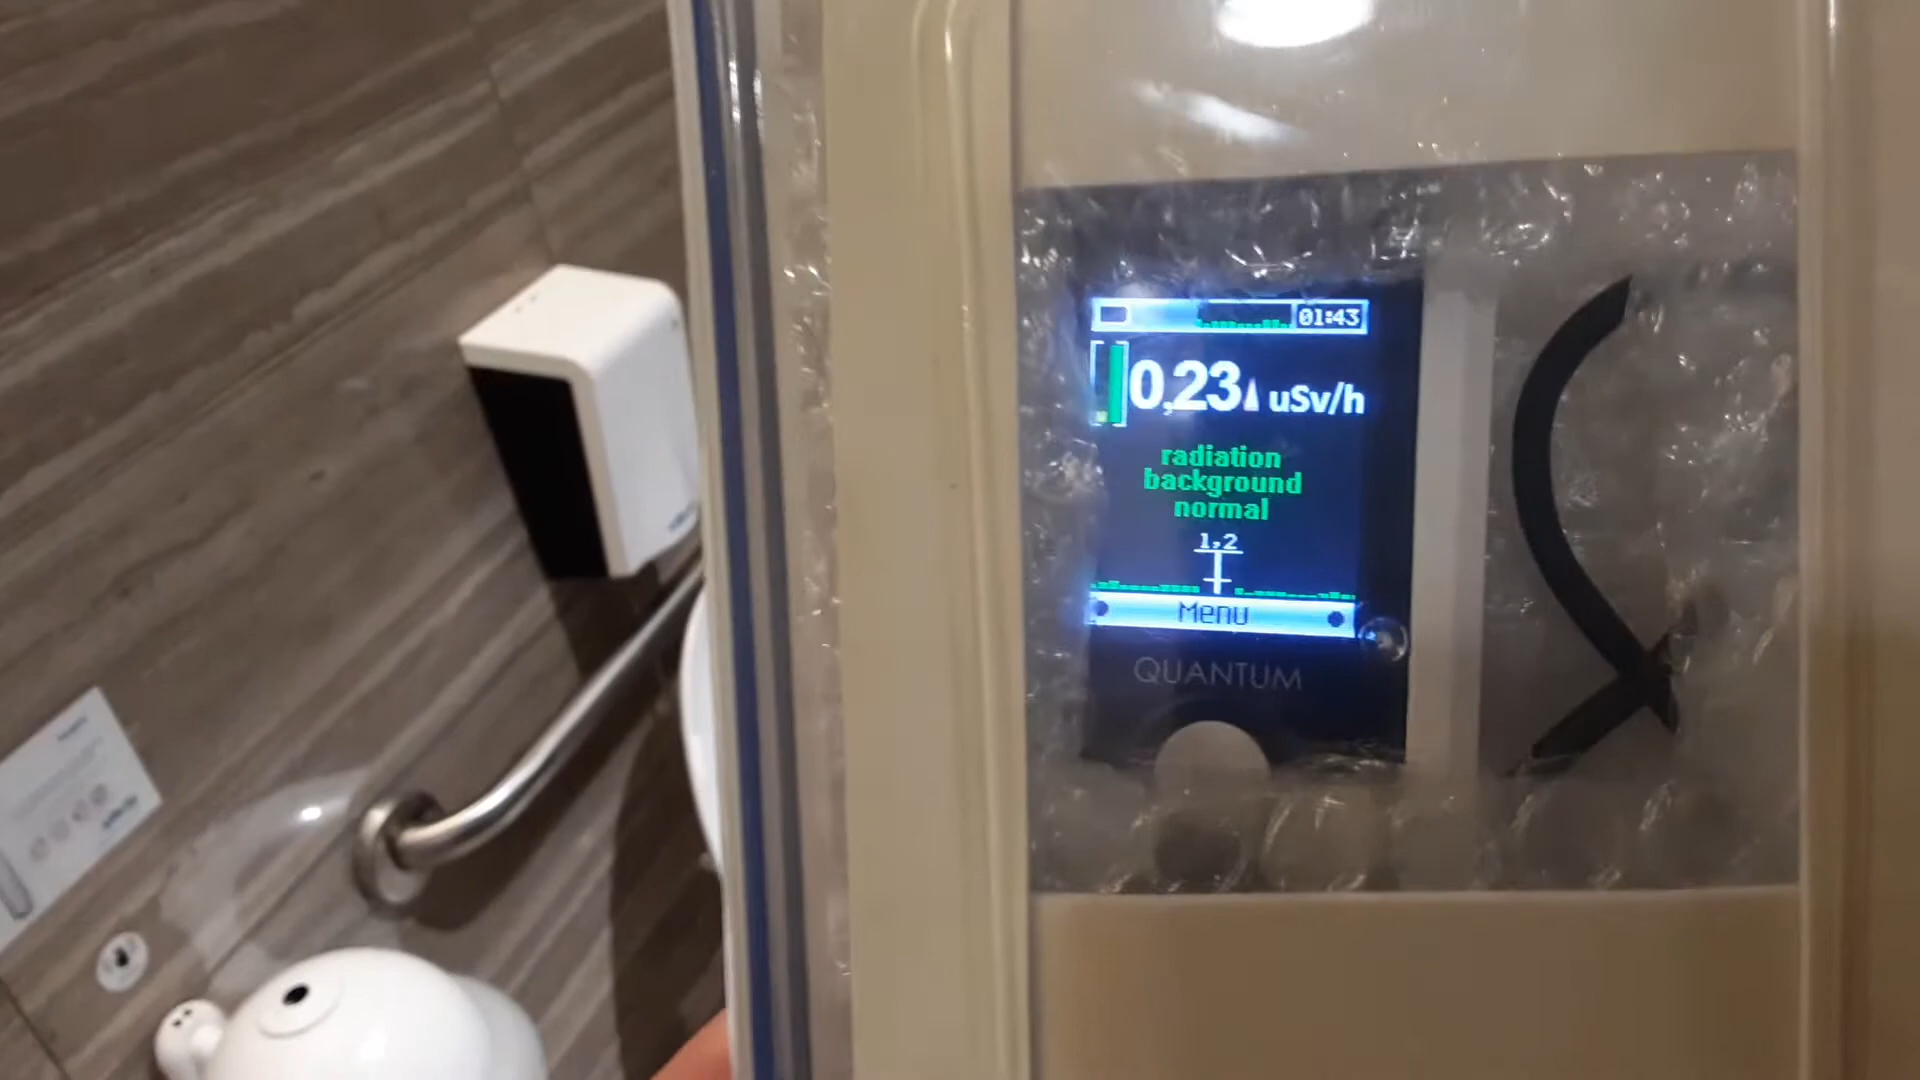 01:43
0,23 uSv/h
radiation
background
normal
1,2
Menu
QUANTUM